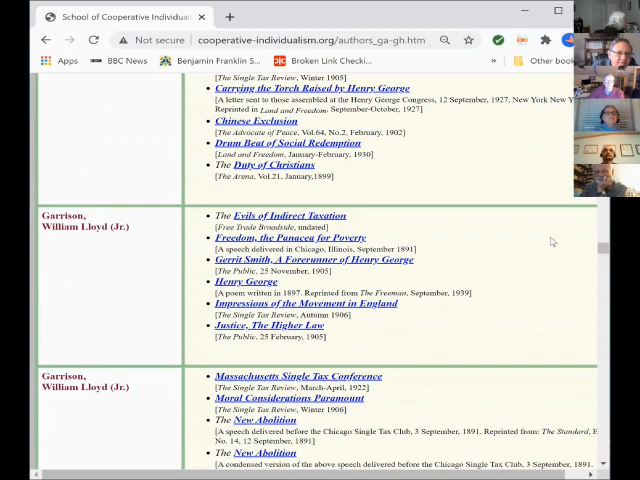 School of Cooperative Individual
Not secure
cooperative-individualism.org/authors_ga-gh.htm
Apps
BBC News
Benjamin Franklin S...
Broken Link Checki...
»
Other book
[The Single Tax Review, Winter 1905]
Carrying the Torch Raised by Henry George
[A letter sent to those assembled at the Henry George Congress, 12 September, 1927, New York New Y
Reprinted in Land and Freedom, September-October, 1927]
Chinese Exclusion
[The Advocate of Peace, Vol.64, No.2, February, 1902]
Drum Beat of Social Redemption
[Land and Freedom, January-February, 1930]
The Duty of Christians
[The Arena, Vol.21, January,1899]
Garrison,
William Lloyd (Jr.)
The Evils of Indirect Taxation
[Free Trade Broadside, undated]
Freedom, the Panacea for Poverty
[A speech delivered in Chicago, Illinois, September 1891]
Gerrit Smith, A Forerunner of Henry George
[The Public, 25 November, 1905]
Henry George
[A poem written in 1897. Reprinted from The Freeman, September, 1939]
Impressions of the Movement in England
[The Single Tax Review, Autumn 1906]
Justice, The Higher Law
[The Public, 25 February, 1905]
Garrison,
William Lloyd (Jr.)
Massachusetts Single Tax Conference
[The Single Tax Review, March-April, 1922]
Moral Considerations Paramount
[The Single Tax Review, Winter 1906]
The New Abolition
[A speech delivered before the Chicago Single Tax Club, 3 September, 1891. Reprinted from: The Standard, E
No. 14, 12 September, 1891]
The New Abolition
[A condensed version of the above speech delivered before the Chicago Single Tax Club, 3 September, 1891.